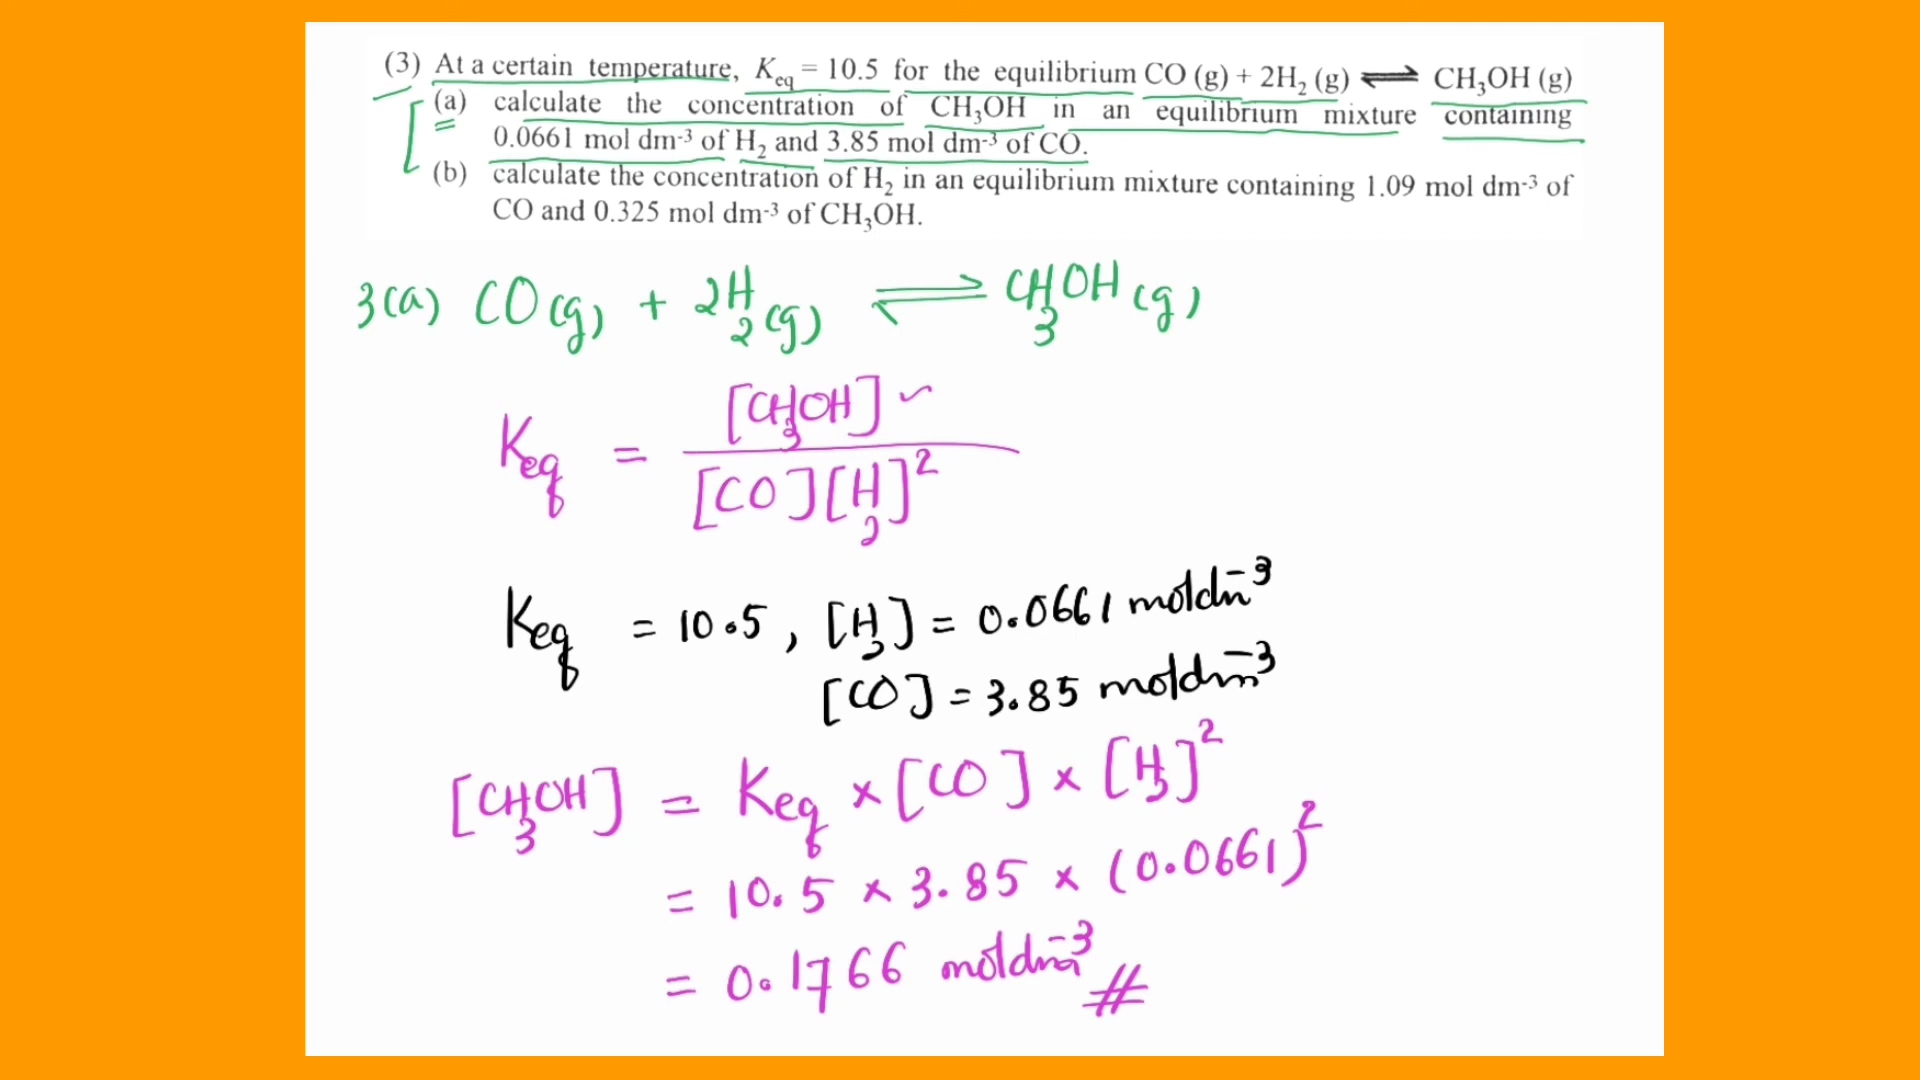 (3) At a certain temperature, Keq = 10.5 for the equilibrium CO (g) + 2H₂ (g) ⇌ CH₃OH (g)
(a) calculate the concentration of CH₃OH in an equilibrium mixture containing
0.0661 mol dm⁻³ of H₂ and 3.85 mol dm⁻³ of CO.
(b) calculate the concentration of H₂ in an equilibrium mixture containing 1.09 mol dm⁻³ of
CO and 0.325 mol dm⁻³ of CH₃OH.
3(a) CO(g) + 2H₂(g) ⇌ CH₃OH(g)
Keq = [CH₃OH] / [CO][H₂]²
Keq = 10.5, [H₂] = 0.0661 moldm⁻³
[CO] = 3.85 moldm⁻³
[CH₃OH] = Keq × [CO] × [H₂]²
= 10.5 × 3.85 × (0.0661)²
= 0.1766 moldm⁻³ #